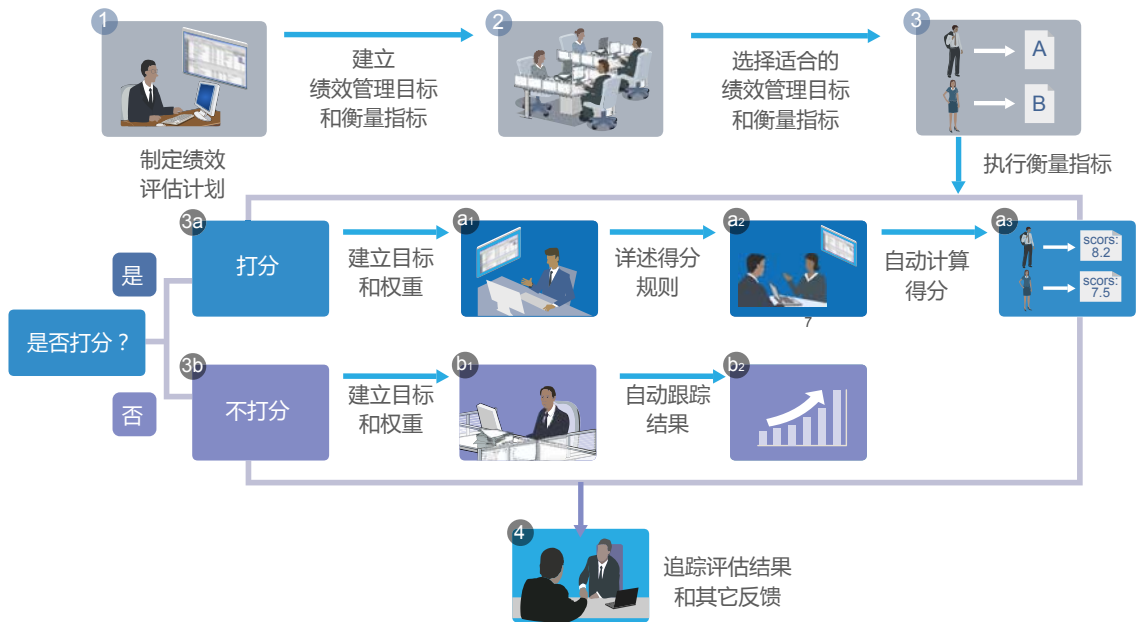 1
2
3
A
B
建立
绩效管理目标
和衡量指标
选择适合的
绩效管理目标
和衡量指标
制定绩效
评估计划
执行衡量指标
3a
打分
建立目标
和权重
a1
详述得分
规则
a2
自动计算
得分
a3
scors:
8.2
scors:
7.5
7
是
是否打分？
否
3b
不打分
建立目标
和权重
b1
自动跟踪
结果
b2
4
追踪评估结果
和其它反馈